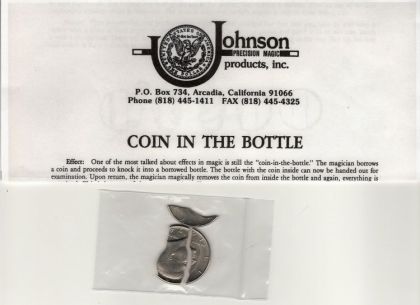 Johnson
PRECISION MAGIC
products, inc.
P.O. Box 734, Arcadia, California 91066
Phone (818) 445-1411 FAX (818) 445-4325
COIN IN THE BOTTLE
Effect: One of the most talked about effects in magic is still the "coin-in-the-bottle." The magician borrows
a coin and proceeds to knock it into a borrowed bottle. The bottle with the coin inside can now be handed out for
examination. Upon return, the magician magically removes the coin from inside the bottle and again, everything is